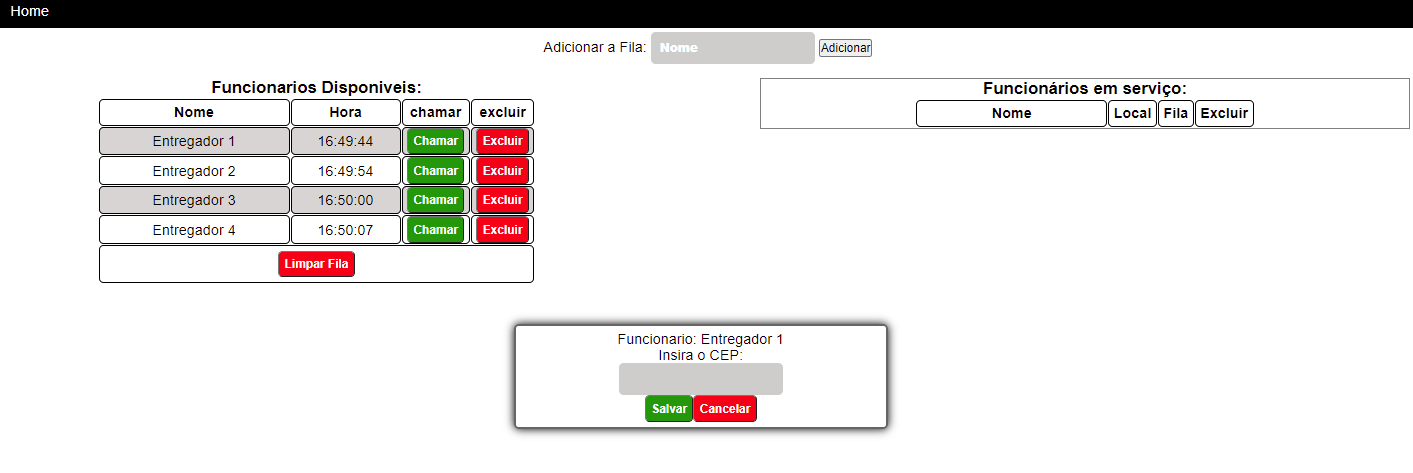 Home
Adicionar a Fila: Nome Adicionar
Funcionarios Disponiveis:
Nome Hora chamar excluir
Entregador 1 16:49:44 Chamar Excluir
Entregador 2 16:49:54 Chamar Excluir
Entregador 3 16:50:00 Chamar Excluir
Entregador 4 16:50:07 Chamar Excluir
Limpar Fila
Funcionários em serviço:
Nome Local Fila Excluir
Funcionario: Entregador 1
Insira o CEP:
Salvar Cancelar